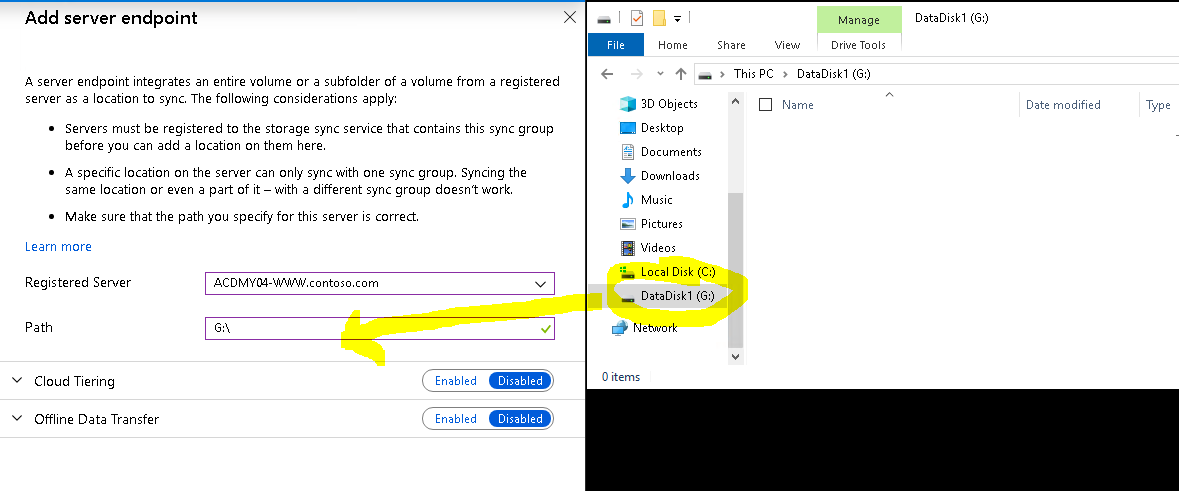 Add server endpoint
A server endpoint integrates an entire volume or a subfolder of a volume from a registered
server as a location to sync. The following considerations apply:
• Servers must be registered to the storage sync service that contains this sync group
before you can add a location on them here.
• A specific location on the server can only sync with one sync group. Syncing the
same location or even a part of it – with a different sync group doesn't work.
• Make sure that the path you specify for this server is correct.
Learn more
Registered Server
ACDMY04-WWW.contoso.com
Path
G:\
Cloud Tiering
Enabled Disabled
Offline Data Transfer
Enabled Disabled
Manage
DataDisk1 (G:)
File Home Share View Drive Tools
This PC > DataDisk1 (G:)
3D Objects
Desktop
Documents
Downloads
Music
Pictures
Videos
Local Disk (C:)
DataDisk1 (G:)
Network
Name Date modified Type
0 items